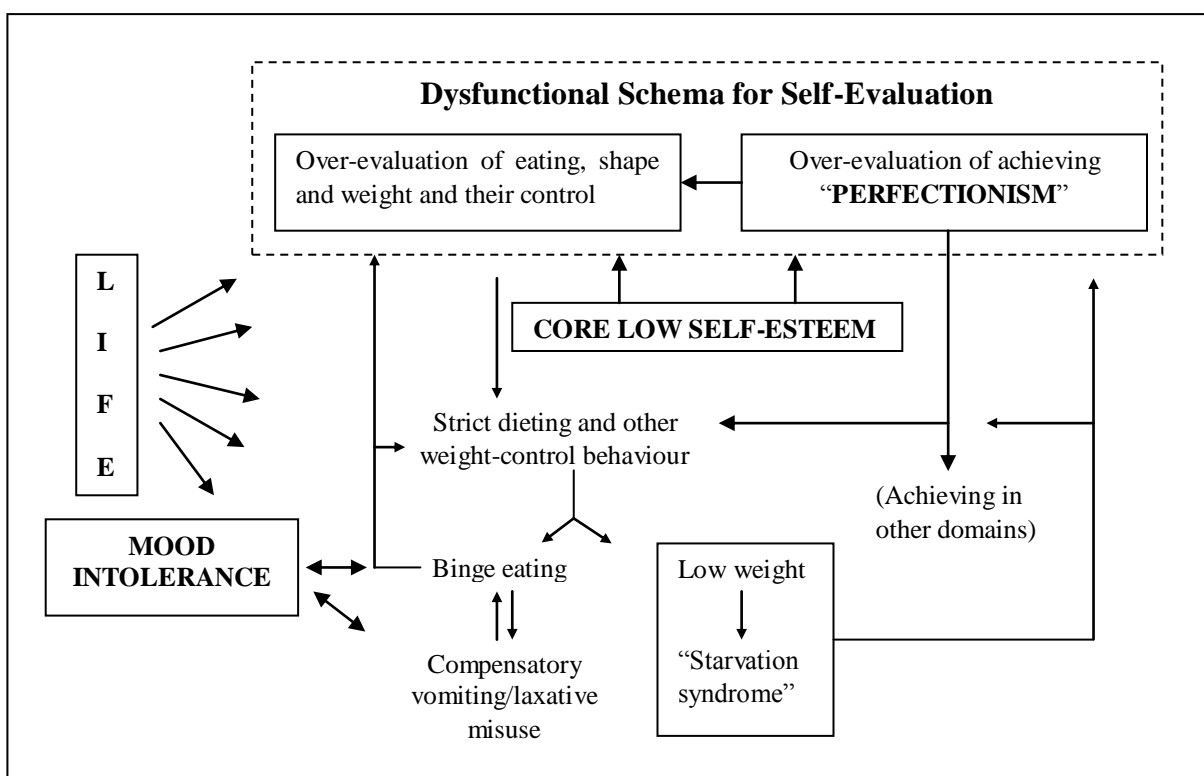 Dysfunctional Schema for Self-Evaluation
Over-evaluation of eating, shape
and weight and their control
Over-evaluation of achieving
“PERFECTIONISM”
L
I
F
E
CORE LOW SELF-ESTEEM
Strict dieting and other
weight-control behaviour
(Achieving in
other domains)
MOOD
INTOLERANCE
Binge eating
Low weight
Compensatory
vomiting/laxative
misuse
“Starvation
syndrome”